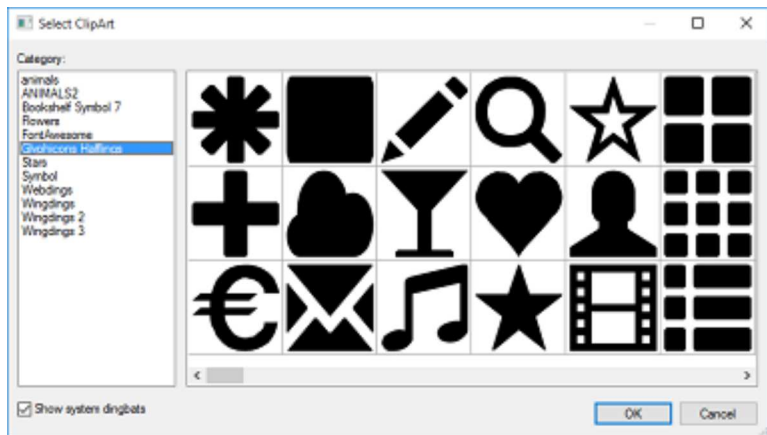 Select ClipArt
Category:
animals
ANIMALS2
Bookshelf Symbol 7
Flowers
FontAwesome
Glyphicons Halflings
Stars
Symbol
Webdings
Wingdings
Wingdings 2
Wingdings 3
Show system dingbats
OK
Cancel